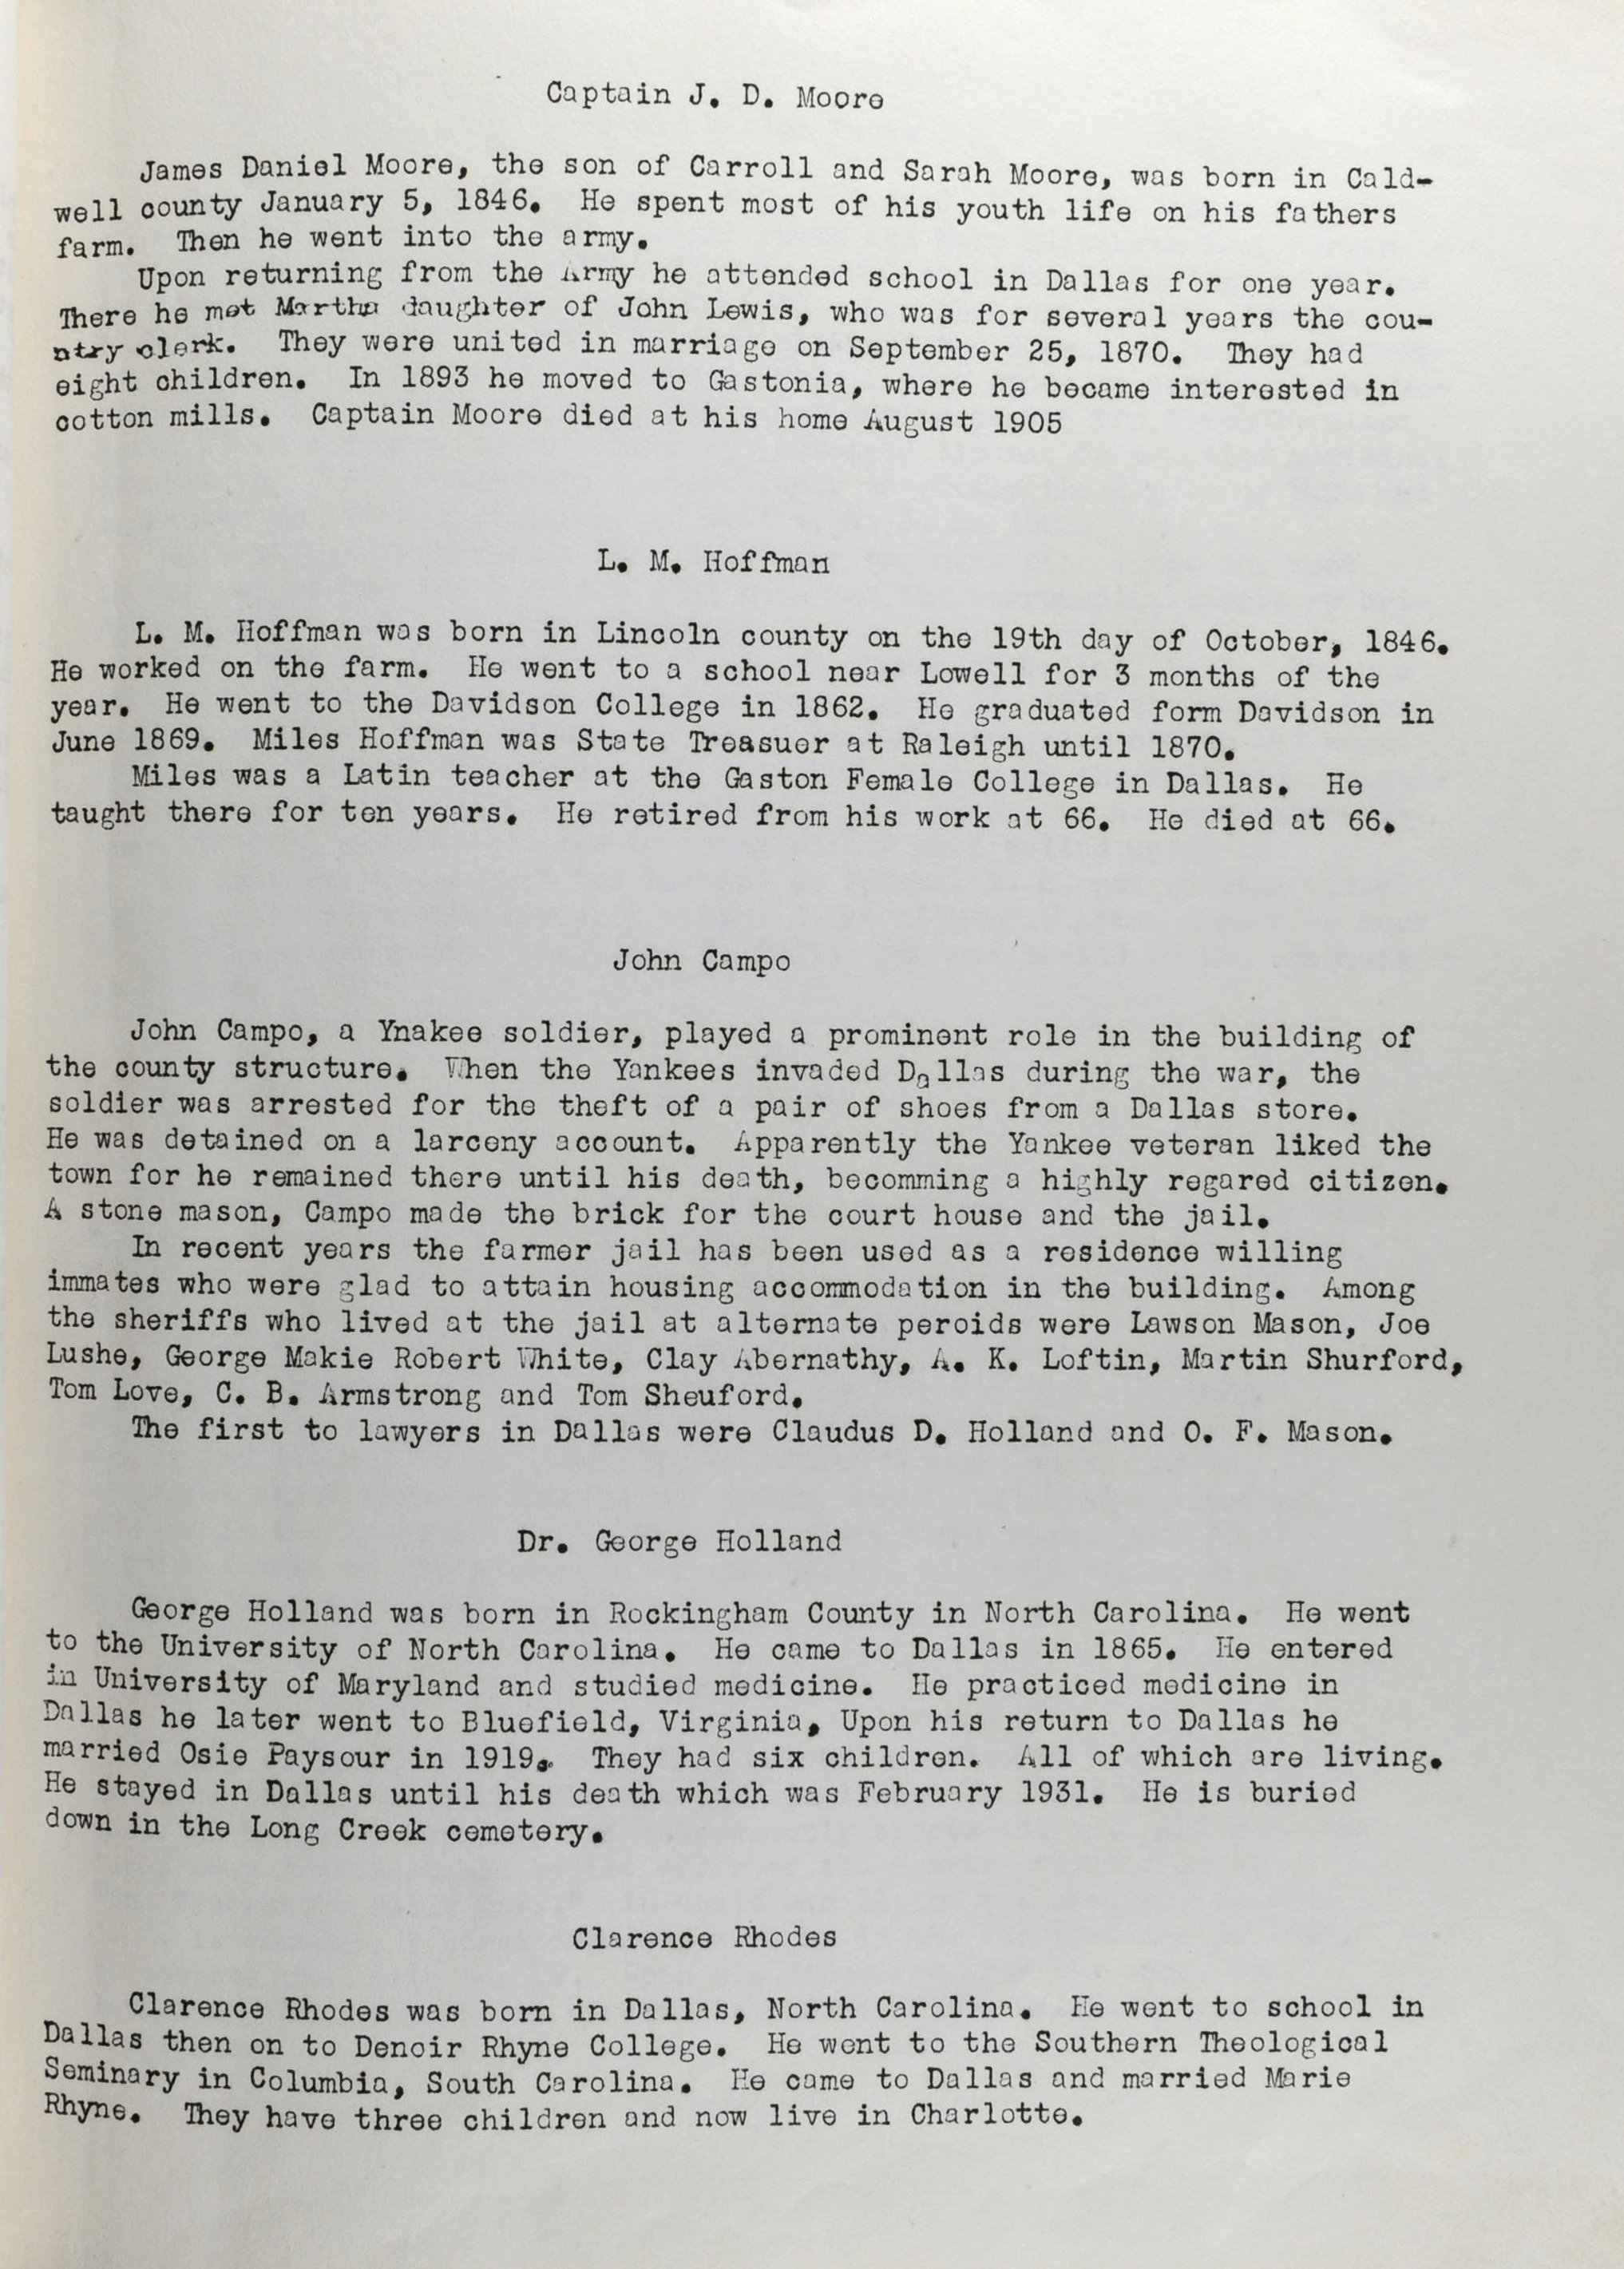 Captain J. D. Moore
James Daniel Moore, the son of Carroll and Sarah Moore, was born in Cald-
well county January 5, 1846. He spent most of his youth life on his fathers
farm. Then he went into the army.
Upon returning from the Army he attended school in Dallas for one year.
There he met Martha daughter of John Lewis, who was for several years the cou-
ntry clerk. They were united in marriage on September 25, 1870. They had
eight children. In 1893 he moved to Gastonia, where he became interested in
cotton mills. Captain Moore died at his home August 1905
L. M. Hoffman
L. M. Hoffman was born in Lincoln county on the 19th day of October, 1846.
He worked on the farm. He went to a school near Lowell for 3 months of the
year. He went to the Davidson College in 1862. He graduated form Davidson in
June 1869. Miles Hoffman was State Treasuer at Raleigh until 1870.
Miles was a Latin teacher at the Gaston Female College in Dallas. He
taught there for ten years. He retired from his work at 66. He died at 66.
John Campo
John Campo, a Ynakee soldier, played a prominent role in the building of
the county structure. When the Yankees invaded Dallas during the war, the
soldier was arrested for the theft of a pair of shoes from a Dallas store.
He was detained on a larceny account. Apparently the Yankee veteran liked the
town for he remained there until his death, becomming a highly regared citizen.
A stone mason, Campo made the brick for the court house and the jail.
In recent years the farmer jail has been used as a residence willing
immates who were glad to attain housing accommodation in the building. Among
the sheriffs who lived at the jail at alternate peroids were Lawson Mason, Joe
Lushe, George Makie Robert White, Clay Abernathy, A. K. Loftin, Martin Shurford,
Tom Love, C. B. Armstrong and Tom Sheuford.
The first to lawyers in Dallas were Claudus D. Holland and O. F. Mason.
Dr. George Holland
George Holland was born in Rockingham County in North Carolina. He went
to the University of North Carolina. He came to Dallas in 1865. He entered
in University of Maryland and studied medicine. He practiced medicine in
Dallas he later went to Bluefield, Virginia, Upon his return to Dallas he
married Osie Paysour in 1919. They had six children. All of which are living.
He stayed in Dallas until his death which was February 1931. He is buried
down in the Long Creek cemetery.
Clarence Rhodes
Clarence Rhodes was born in Dallas, North Carolina. He went to school in
Dallas then on to Denoir Rhyne College. He went to the Southern Theological
Seminary in Columbia, South Carolina. He came to Dallas and married Marie
Rhyne. They have three children and now live in Charlotte.